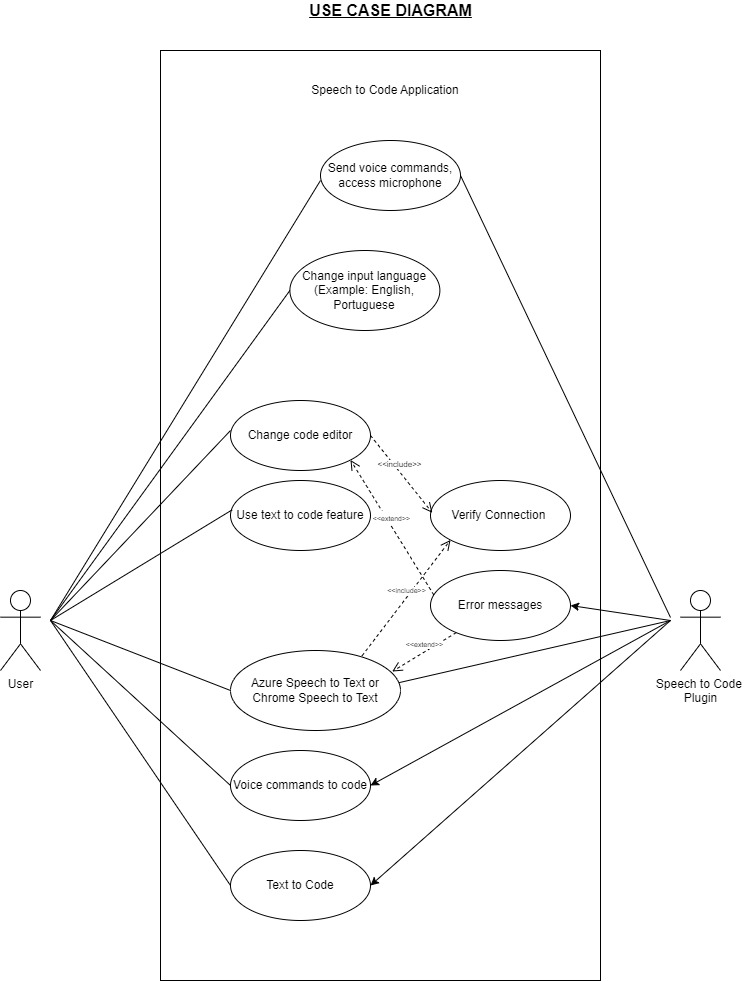 USE CASE DIAGRAM
Speech to Code Application
Send voice commands,
access microphone
Change input language
(Example: English,
Portuguese
Change code editor
<<include>>
Use text to code feature
<<extend>>
Verify Connection
<<include>>
Error messages
<<extend>>
User
Azure Speech to Text or
Chrome Speech to Text
Speech to Code
Plugin
Voice commands to code
Text to Code